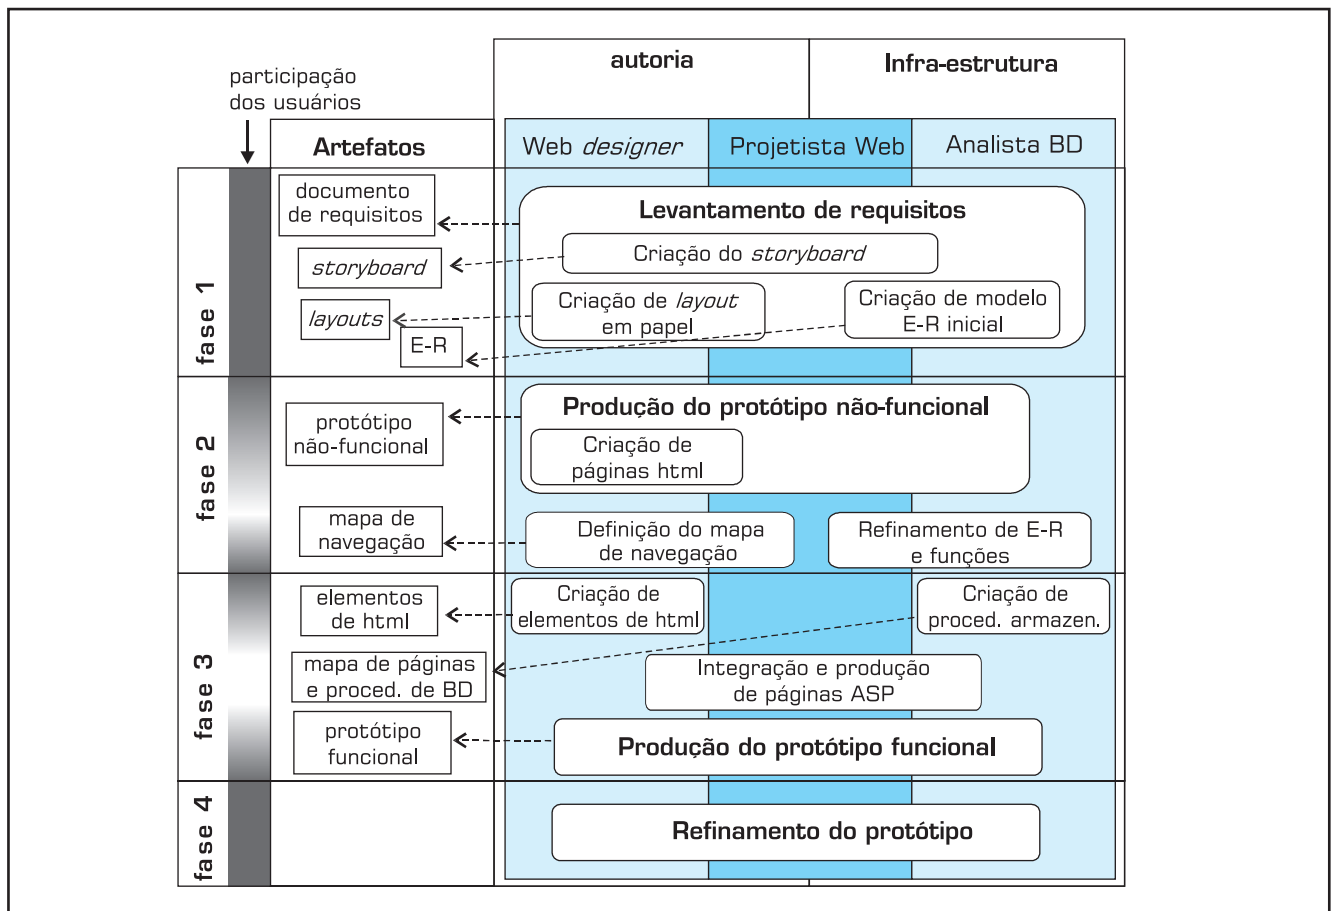 autoria
Infra-estrutura
participação
dos usuários
Artefatos
Web designer
Projetista Web
Analista BD
fase 1
documento
de requisitos
storyboard
layouts
E-R
Levantamento de requisitos
Criação do storyboard
Criação de layout
em papel
Criação de modelo
E-R inicial
fase 2
protótipo
não-funcional
mapa de
navegação
Produção do protótipo não-funcional
Criação de
páginas html
Definição do mapa
de navegação
Refinamento de E-R
e funções
fase 3
elementos
de html
mapa de páginas
e proced. de BD
protótipo
funcional
Criação de
elementos de html
Criação de
proced. armazen.
Integração e produção
de páginas ASP
Produção do protótipo funcional
fase 4
Refinamento do protótipo